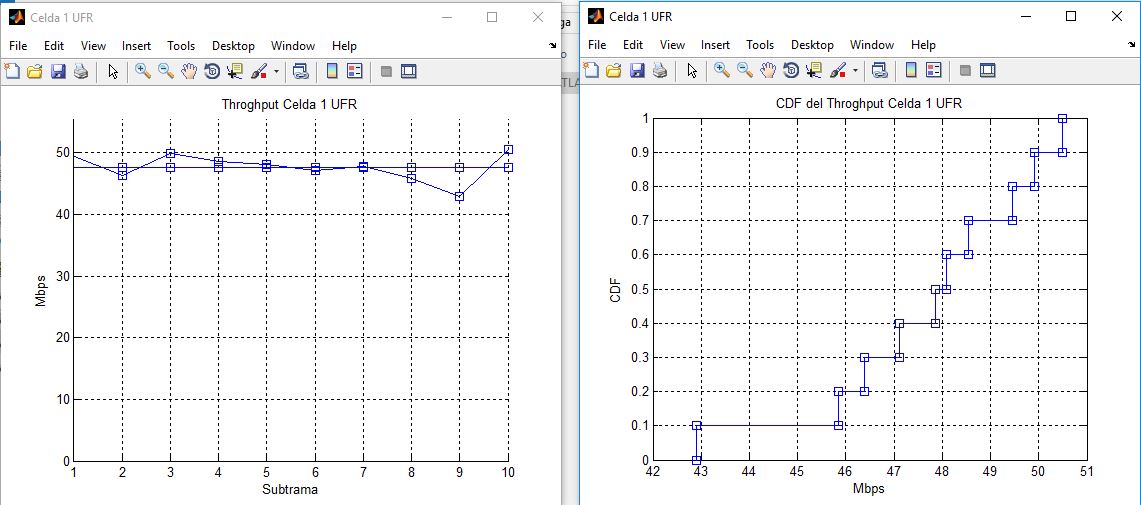 Celda 1 UFR
File Edit View Insert Tools Desktop Window Help
Throghput Celda 1 UFR
50
40
30
20
10
0
Mbps
1 2 3 4 5 6 7 8 9 10
Subtrama
ga
o
TLA
Celda 1 UFR
File Edit View Insert Tools Desktop Window Help
CDF del Throghput Celda 1 UFR
1
0.9
0.8
0.7
0.6
0.5
0.4
0.3
0.2
0.1
0
CDF
42 43 44 45 46 47 48 49 50 51
Mbps